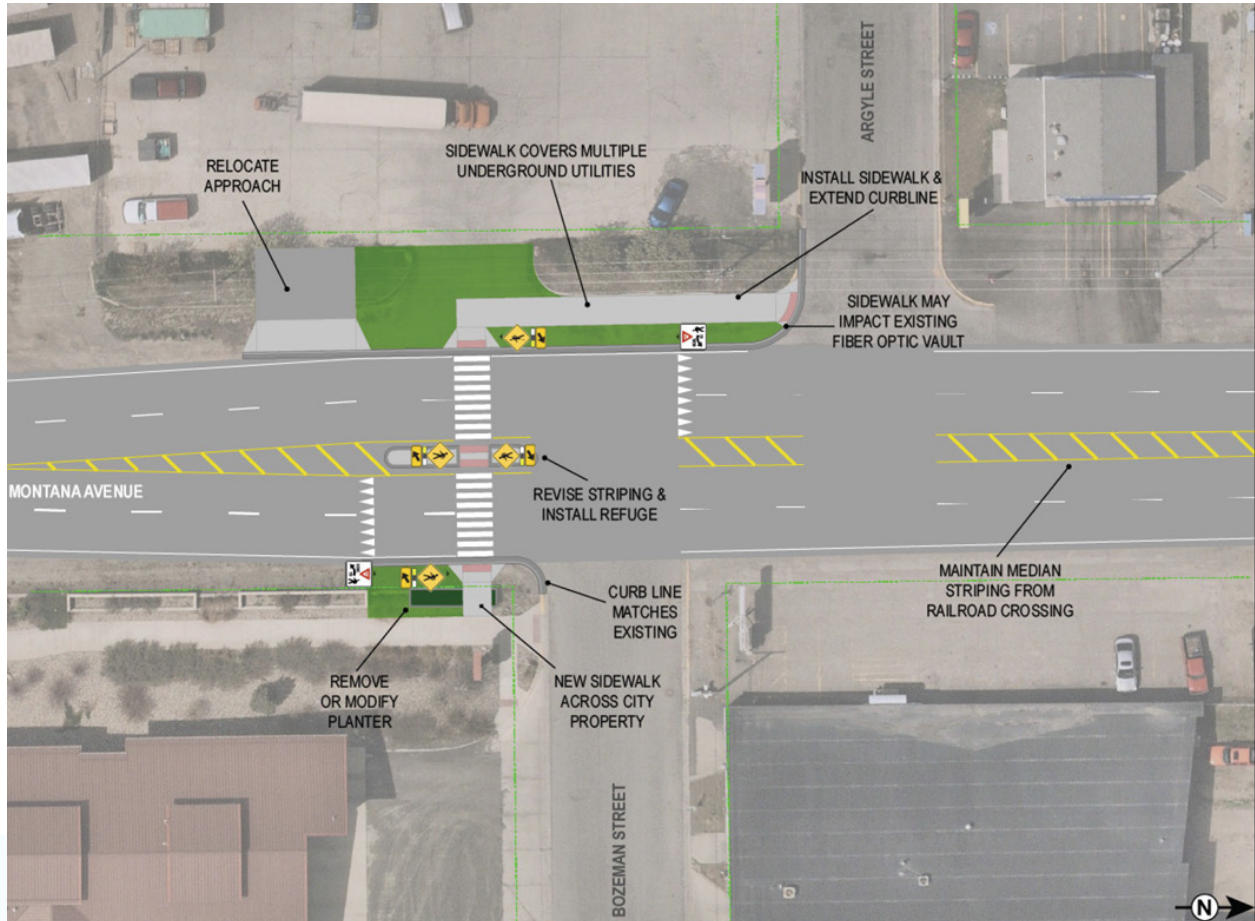 ARGYLE STREET
RELOCATE
APPROACH
SIDEWALK COVERS MULTIPLE
UNDERGROUND UTILITIES
INSTALL SIDEWALK &
EXTEND CURBLINE
SIDEWALK MAY
IMPACT EXISTING
FIBER OPTIC VAULT
MONTANA AVENUE
REVISE STRIPING &
INSTALL REFUGE
MAINTAIN MEDIAN
STRIPING FROM
RAILROAD CROSSING
CURB LINE
MATCHES
EXISTING
REMOVE
OR MODIFY
PLANTER
NEW SIDEWALK
ACROSS CITY
PROPERTY
BOZEMAN STREET
N